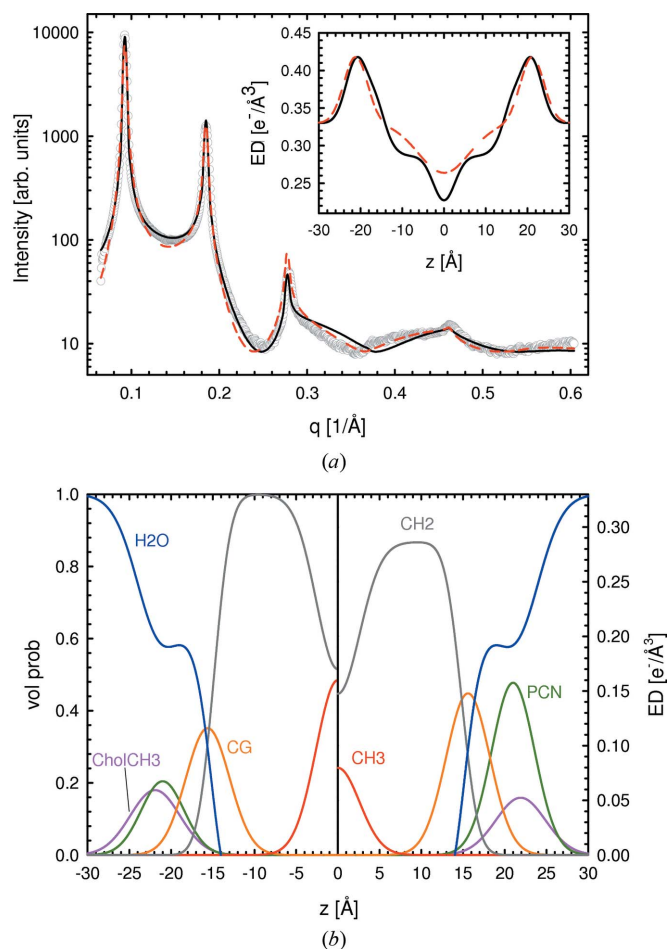 10000
1000
100
10
Intensity [arb. units]
0.1 0.2 0.3 0.4 0.5 0.6
q [1/Å]
0.45
0.40
0.35
0.30
0.25
ED [e⁻/Å³]
-30 -20 -10 0 10 20 30
z [Å]
(a)
1.0
0.8
0.6
0.4
0.2
0.0
vol prob
H2O
CH2
CholCH3
CG
CH3
PCN
0.30
0.25
0.20
0.15
0.10
0.05
0.00
ED [e⁻/Å³]
-30 -25 -20 -15 -10 -5 0 5 10 15 20 25 30
z [Å]
(b)